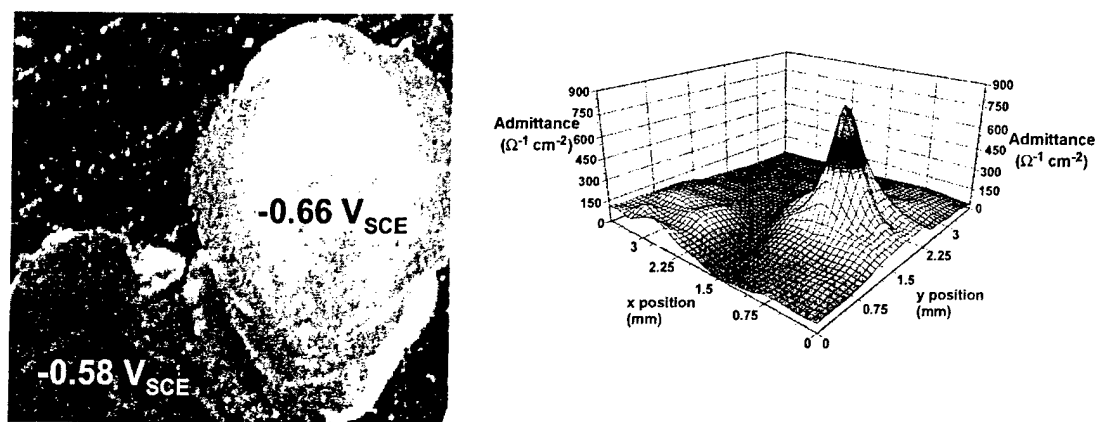 -0.66 V_SCE
-0.58 V_SCE
900
750
600
450
300
150
0
Admittance
(Ω⁻¹ cm⁻²)
3
2.25
1.5
0.75
0
x position
(mm)
0
0.75
1.5
2.25
3
y position
(mm)
900
750
600
450
300
150
0
Admittance
(Ω⁻¹ cm⁻²)